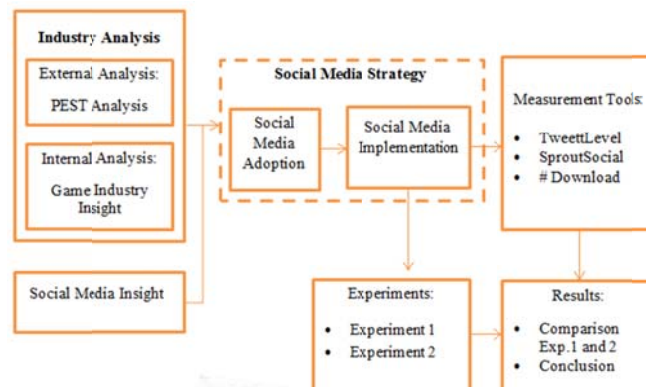 Industry Analysis
External Analysis:
PEST Analysis
Internal Analysis:
Game Industry
Insight
Social Media Insight
Social Media Strategy
Social
Media
Adoption
Social Media
Implementation
Measurement Tools:
• TweettLevel
• SproutSocial
• # Download
Experiments:
• Experiment 1
• Experiment 2
Results:
• Comparison
Exp.1 and 2
• Conclusion